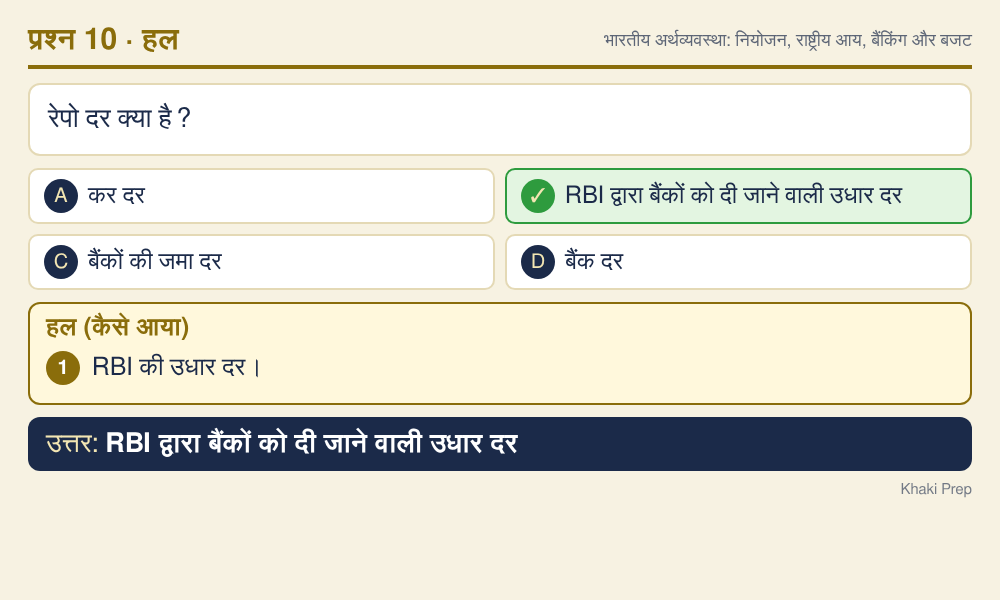 प्रश्न 10 · हल
भारतीय अर्थव्यवस्था: नियोजन, राष्ट्रीय आय, बैंकिंग और बजट
रेपो दर क्या है ?
A कर दर
✓ RBI द्वारा बैंकों को दी जाने वाली उधार दर
C बैंकों की जमा दर
D बैंक दर
हल (कैसे आया)
1 RBI की उधार दर।
उत्तर: RBI द्वारा बैंकों को दी जाने वाली उधार दर
Khaki Prep